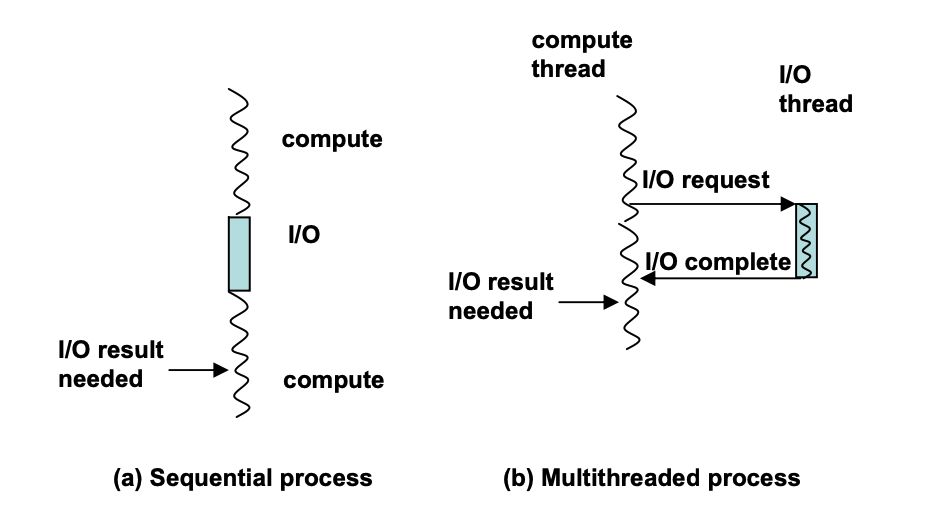 compute
I/O
I/O result
needed
compute
(a) Sequential process
compute
thread
I/O
thread
I/O request
I/O complete
I/O result
needed
(b) Multithreaded process